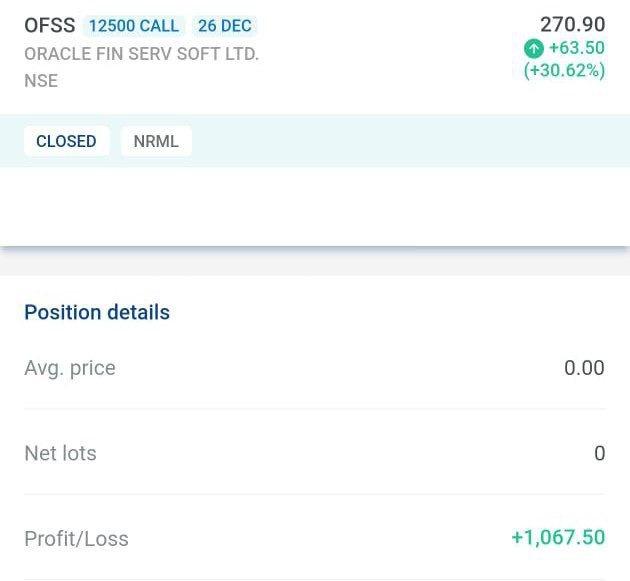 OFSS 12500 CALL 26 DEC 270.90
ORACLE FIN SERV SOFT LTD. +63.50
NSE (+30.62%)
CLOSED NRML
Position details
Avg. price 0.00
Net lots 0
Profit/Loss +1,067.50